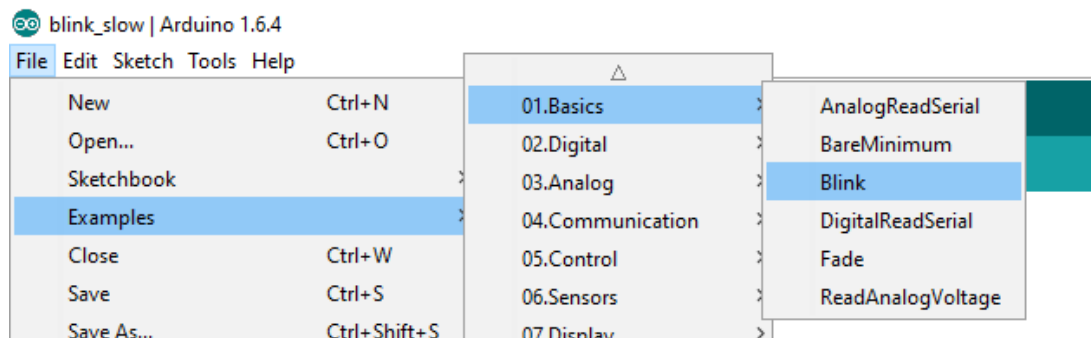 blink_slow | Arduino 1.6.4
File Edit Sketch Tools Help
New Ctrl+N
Open... Ctrl+O
Sketchbook
Examples
Close Ctrl+W
Save Ctrl+S
Save As... Ctrl+Shift+S
01.Basics
02.Digital
03.Analog
04.Communication
05.Control
06.Sensors
07.Display
AnalogReadSerial
BareMinimum
Blink
DigitalReadSerial
Fade
ReadAnalogVoltage